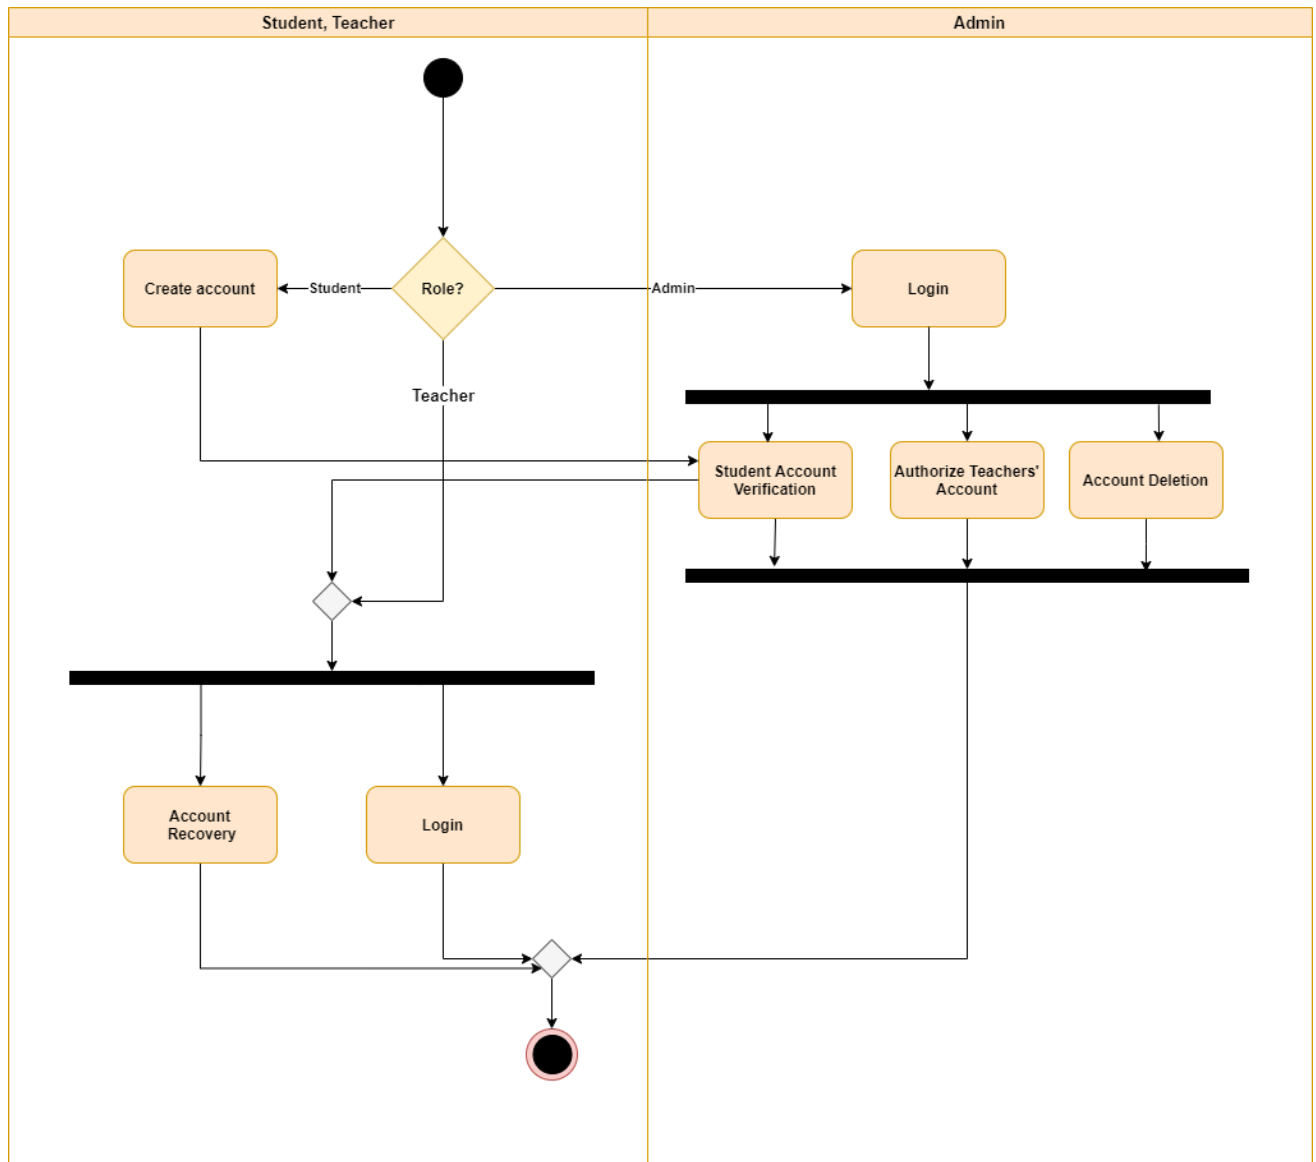 Student, Teacher
Admin
Create account
Student
Role?
Admin
Login
Teacher
Student Account
Verification
Authorize Teachers'
Account
Account Deletion
Account
Recovery
Login